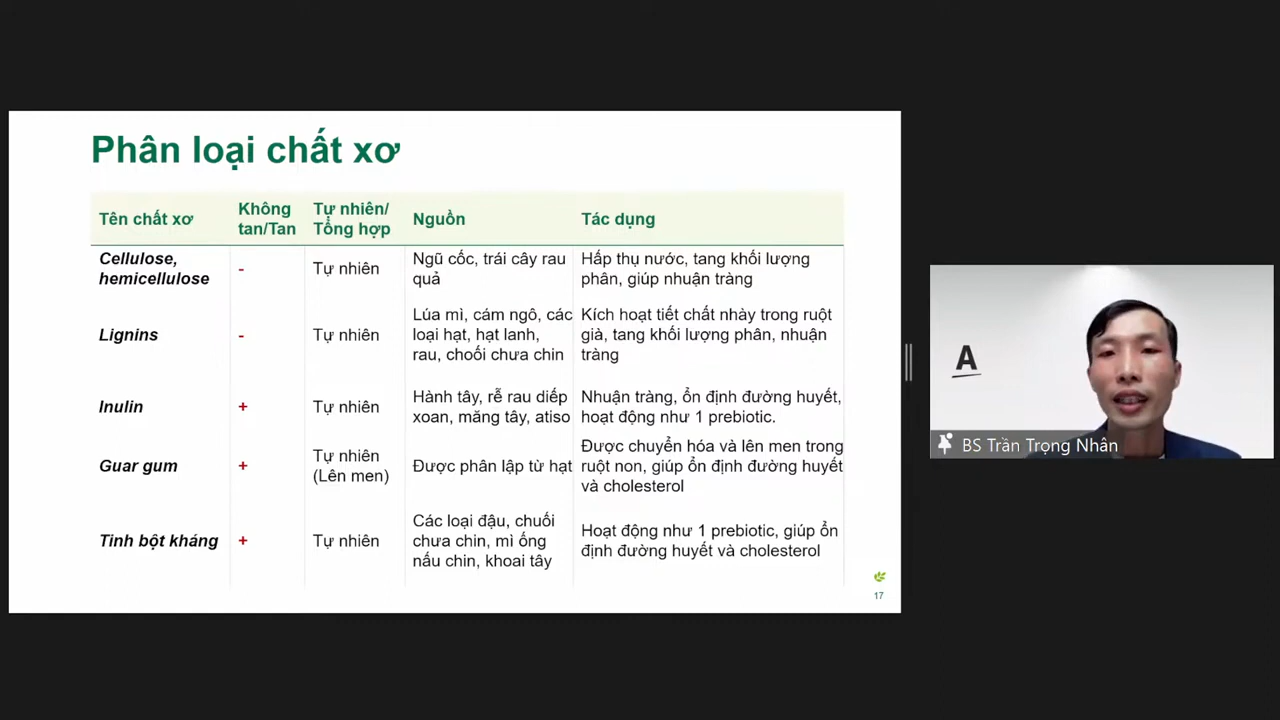 Phân loại chất xơ
Tên chất xơ
Không
tan/Tan
Tự nhiên/
Tổng hợp
Nguồn
Tác dụng
Cellulose,
hemicellulose
-
Tự nhiên
Ngũ cốc, trái cây rau
quả
Hấp thụ nước, tang khối lượng
phân, giúp nhuận tràng
Lignins
-
Tự nhiên
Lúa mì, cám ngô, các
loại hạt, hạt lanh,
rau, choối chưa chin
Kích hoạt tiết chất nhày trong ruột
già, tang khối lượng phân, nhuận
tràng
Inulin
+
Tự nhiên
Hành tây, rễ rau diếp
xoan, măng tây, atiso
Nhuận tràng, ổn định đường huyết,
hoạt động như 1 prebiotic.
Guar gum
+
Tự nhiên
(Lên men)
Được phân lập từ hạt
Được chuyển hóa và lên men trong
ruột non, giúp ổn định đường huyết
và cholesterol
Tinh bột kháng
+
Tự nhiên
Các loại đậu, chuối
chưa chin, mì ống
nấu chin, khoai tây
Hoạt động như 1 prebiotic, giúp ổn
định đường huyết và cholesterol
17
A
BS Trần Trọng Nhân